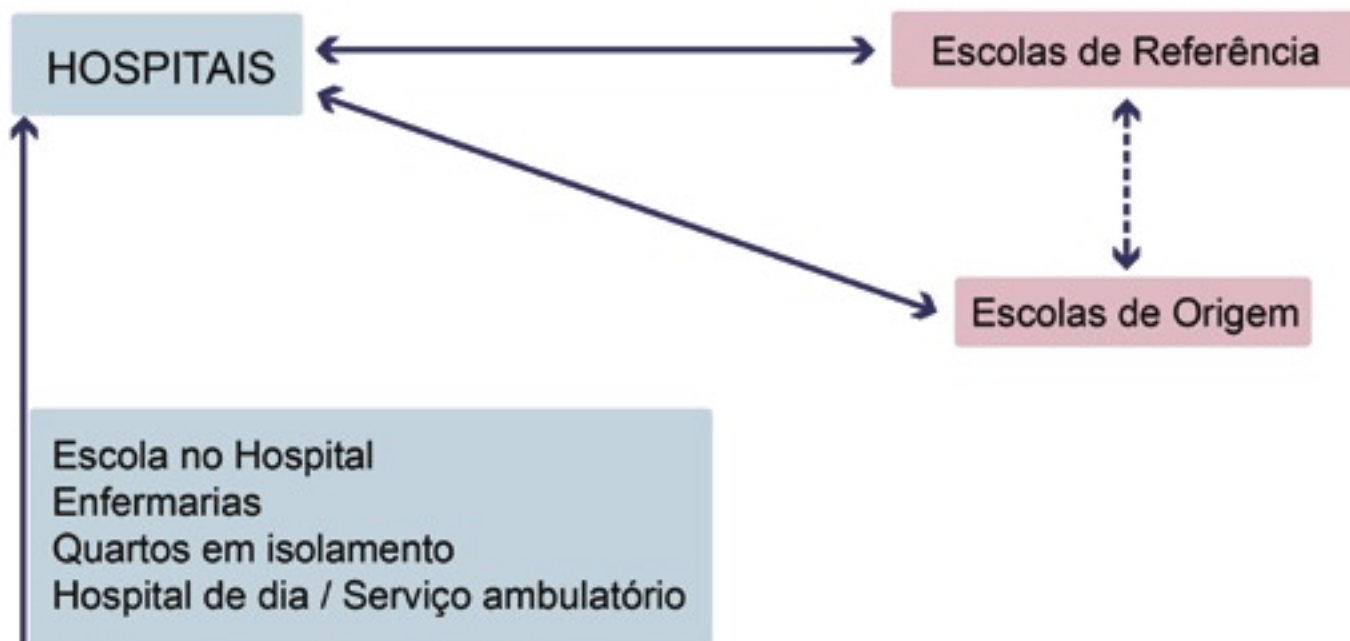 HOSPITAIS
Escolas de Referência
Escolas de Origem
Escola no Hospital
Enfermarias
Quartos em isolamento
Hospital de dia / Serviço ambulatório